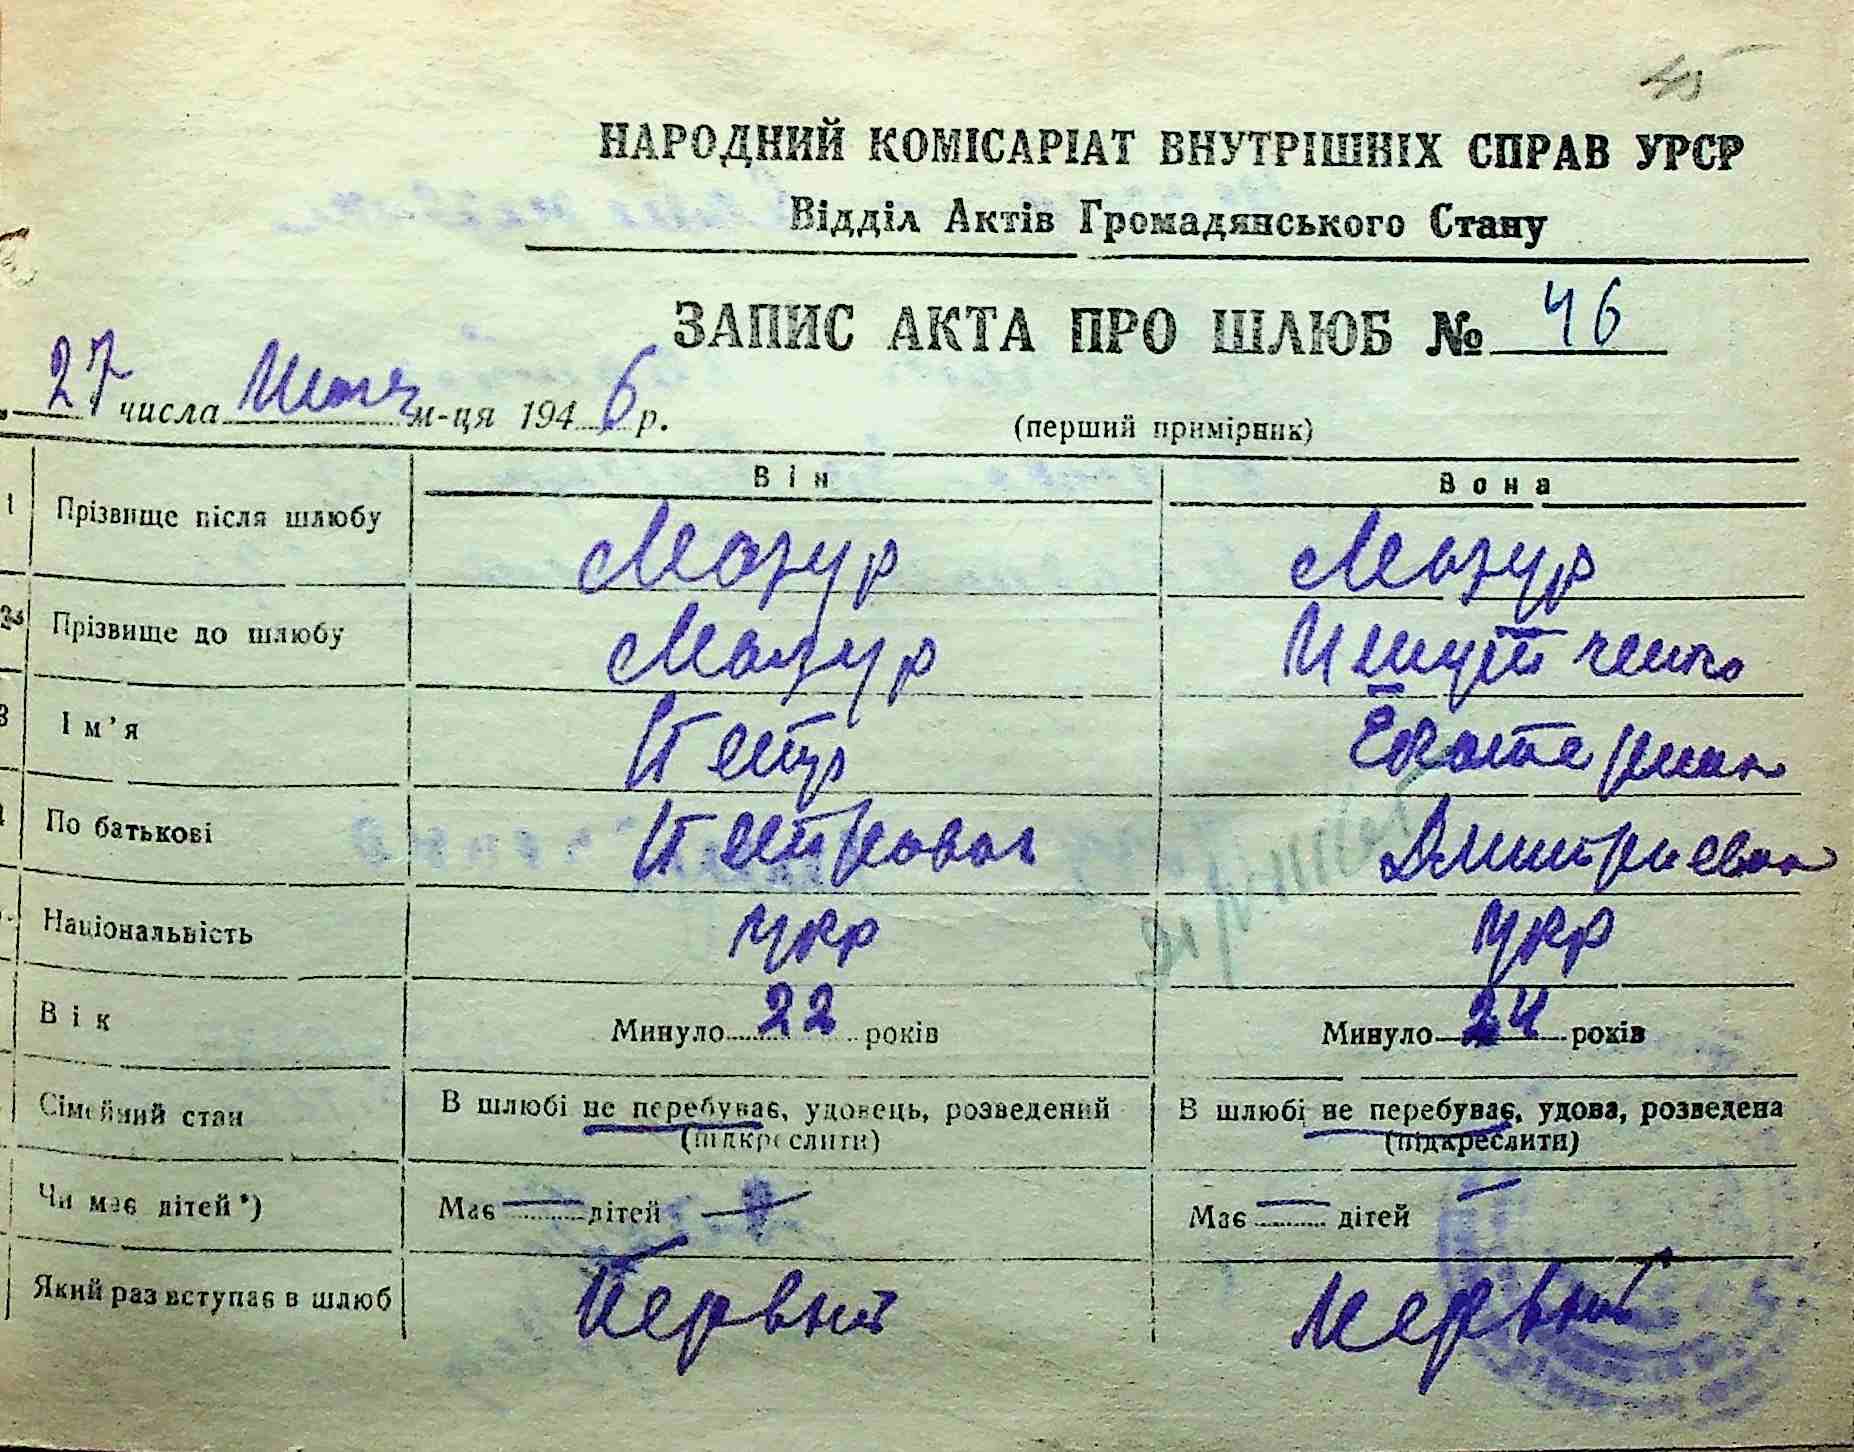 45
НАРОДНИЙ КОМІСАРІАТ ВНУТРІШНІХ СПРАВ УРСР
Відділ Актів Громадянського Стану
ЗАПИС АКТА ПРО ШЛЮБ № 46
27 числа м-ця 1946 р.
(перший примірник)
Він Вона
1 Прізвище після шлюбу Мазур Мазур
2 Прізвище до шлюбу Мазур
3 Ім'я Петр Екатерина
По батькові Петрович Дмитриевна
Національність укр укр
Вік Минуло 22 років Минуло 24 років
Сімейний стан В шлюбі не перебуває, удовець, розведений (підкреслити) В шлюбі не перебуває, удова, розведена (підкреслити)
Чи має дітей *) Має — дітей — Має — дітей —
Який раз вступає в шлюб Первый Первый